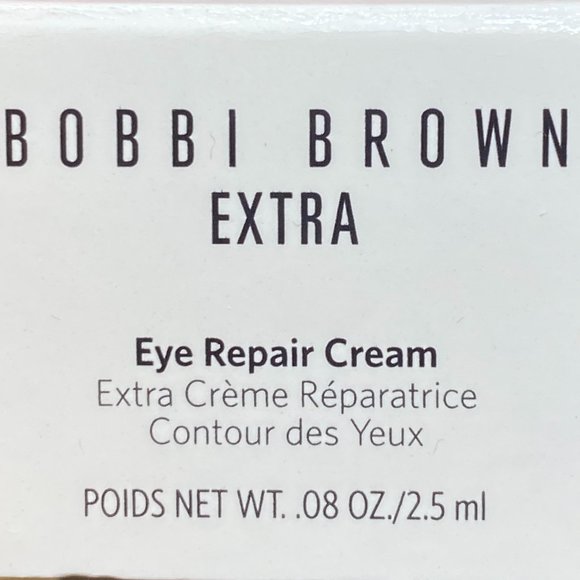 BOBBI BROWN
EXTRA
Eye Repair Cream
Extra Crème Réparatrice
Contour des Yeux
POIDS NET WT. .08 OZ./2.5 ml